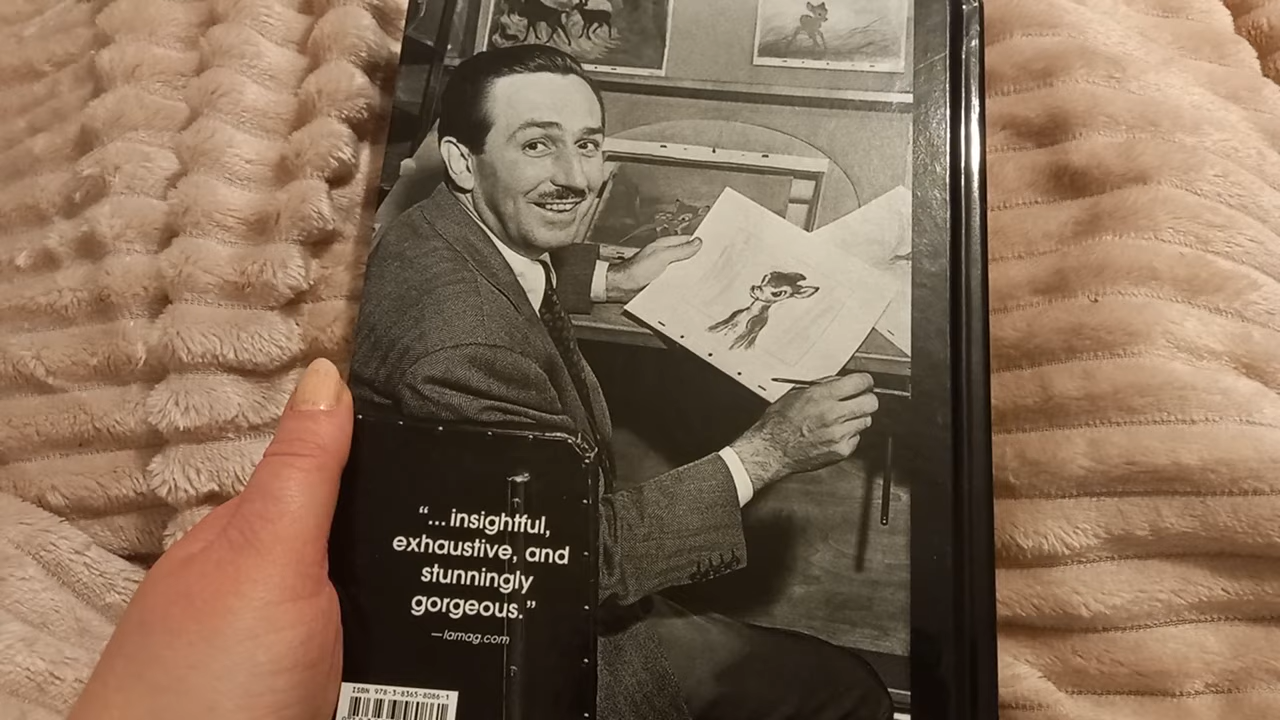 “... insightful,
exhaustive, and
stunningly
gorgeous.”
—lamag.com
ISBN 978-3-8365-8086-1